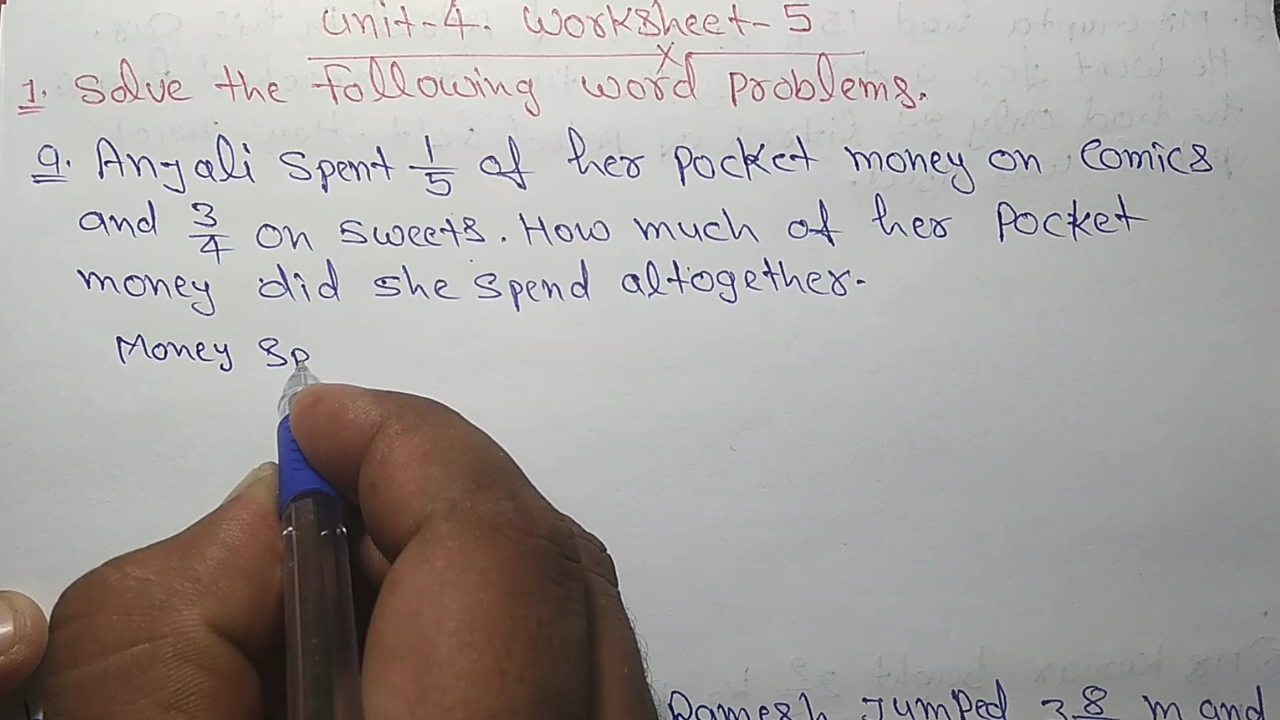 Unit-4. Worksheet-5
1. Solve the following word problems.
a. Anjali spent 1/5 of her pocket money on comics
and 3/4 on sweets. How much of her pocket
money did she spend altogether.
Money Sp
Ramesh Jumped 3 8 m and